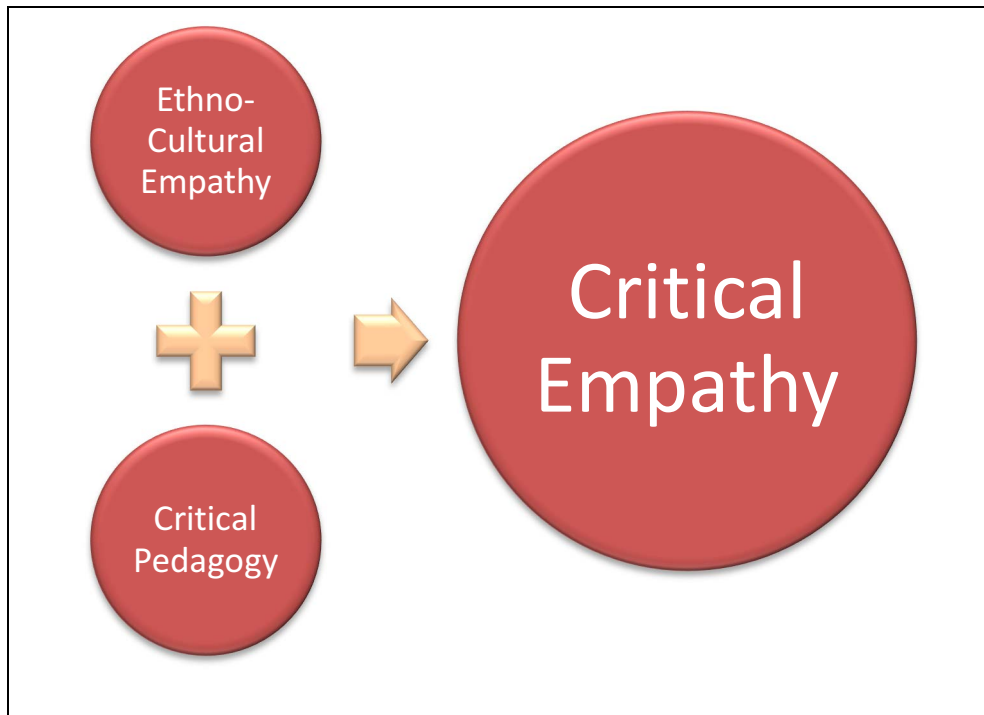 Ethno-
Cultural
Empathy
Critical
Pedagogy
Critical
Empathy